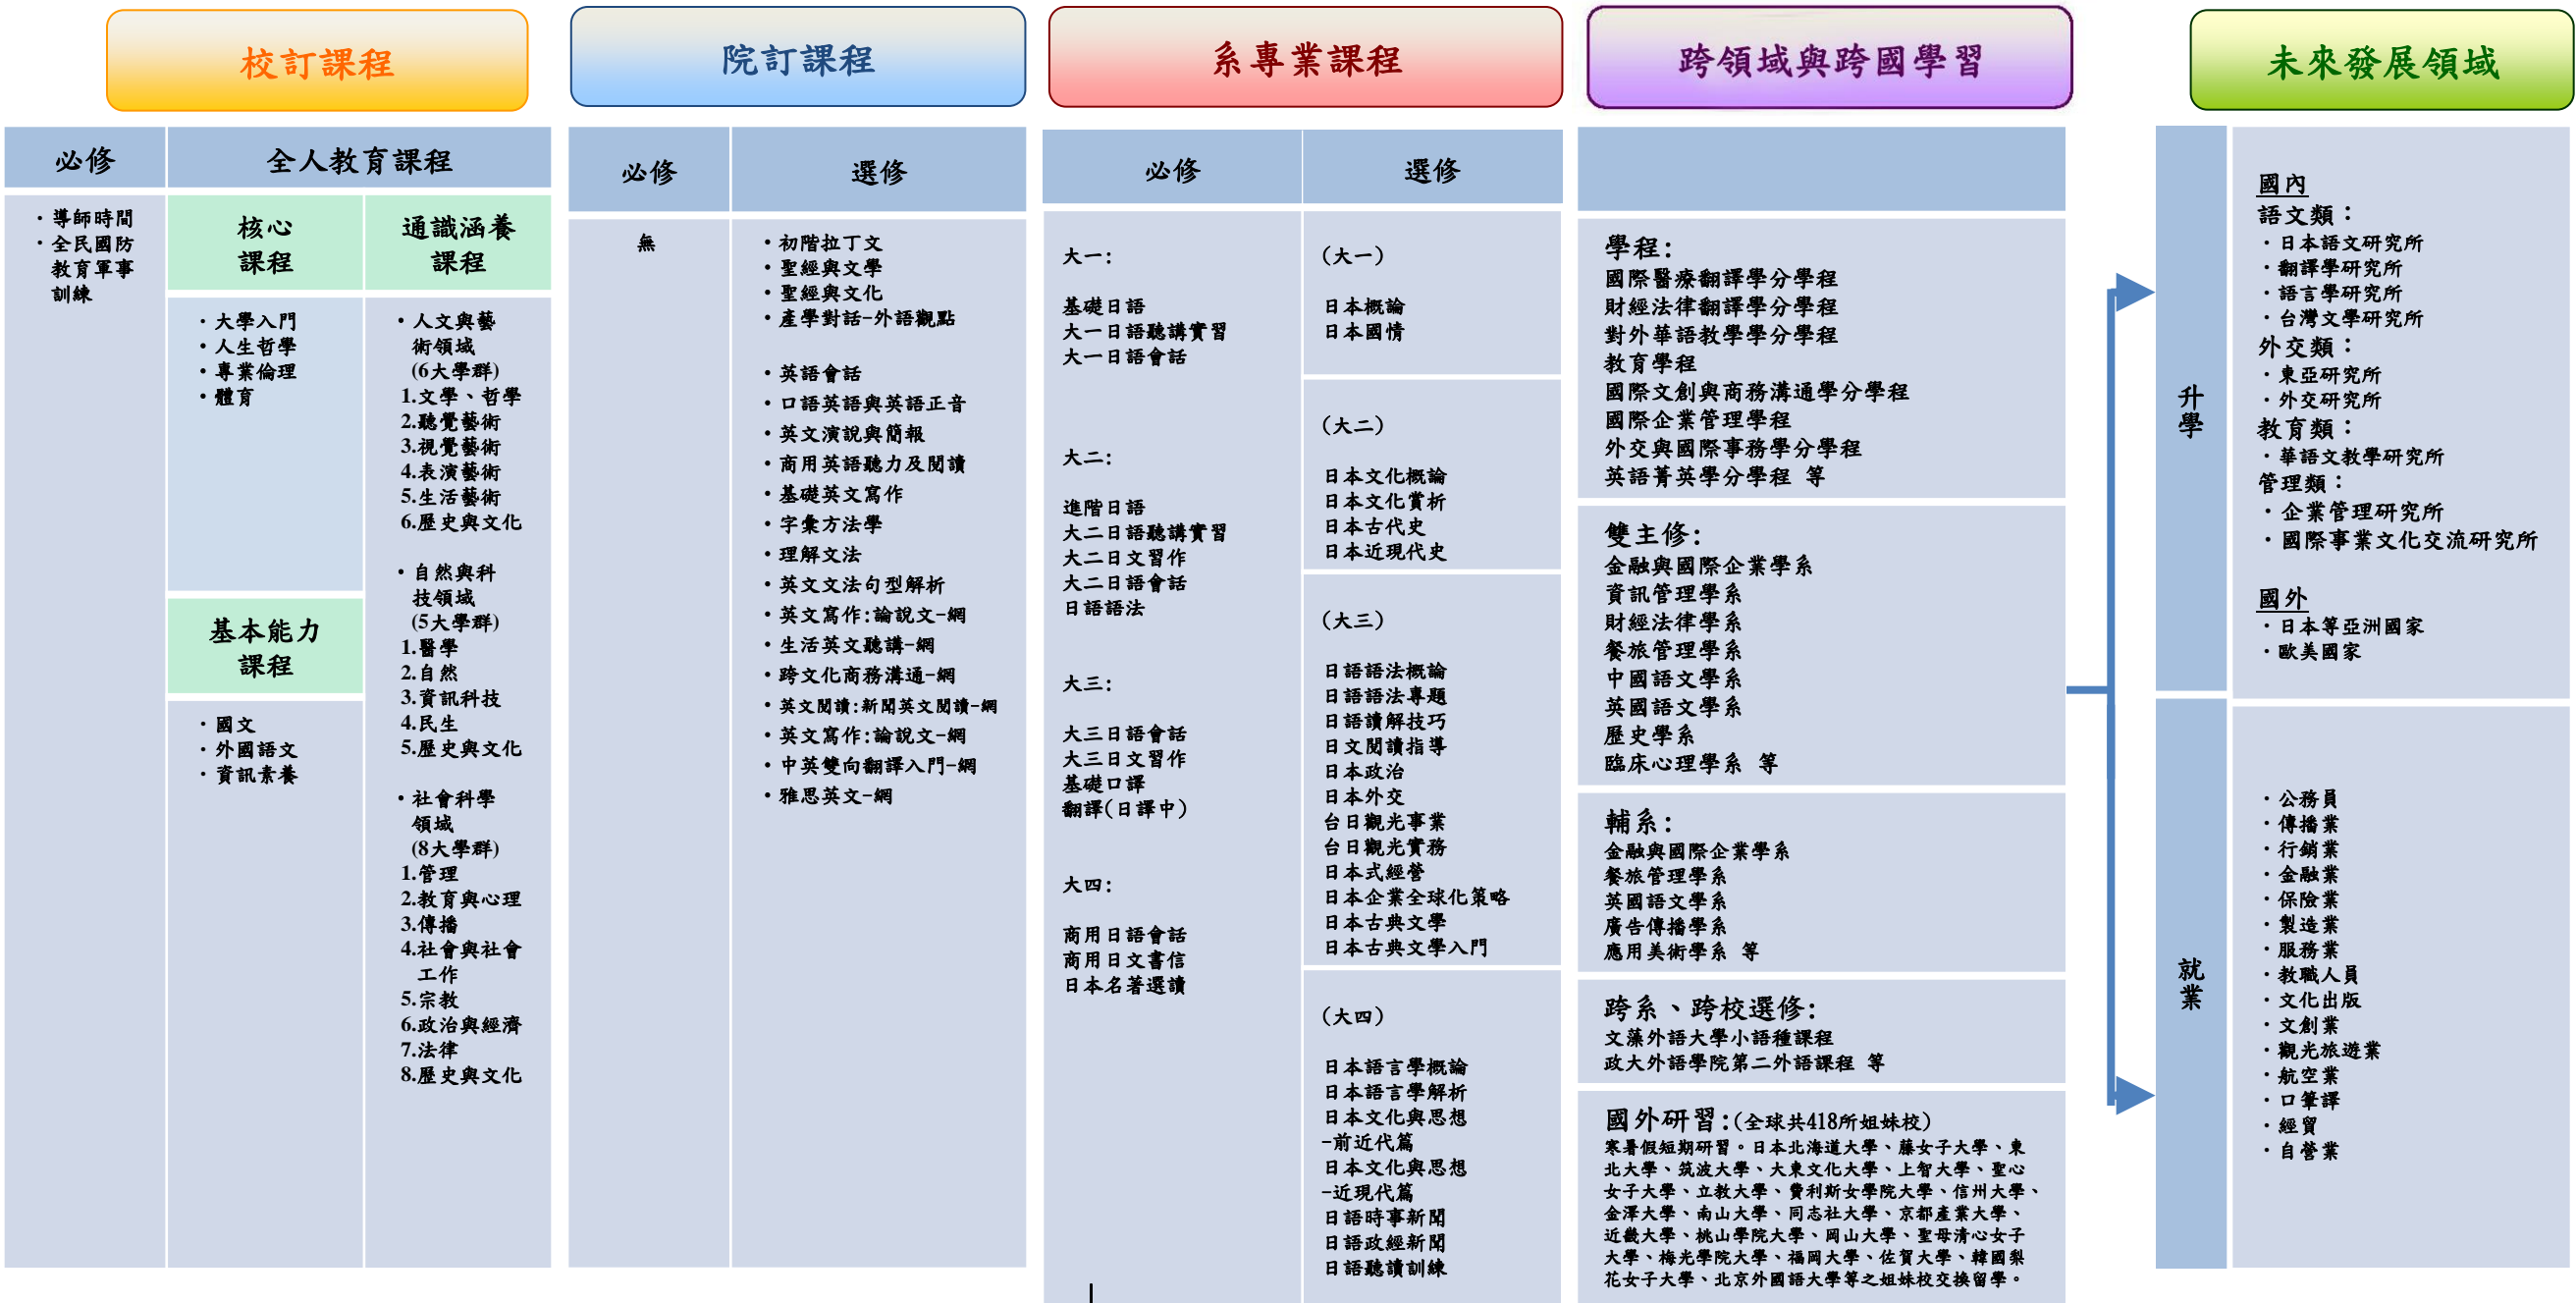 校訂課程
必修
全人教育課程
・導師時間
・全民國防
教育軍事
訓練
核心
課程
・大學入門
・人生哲學
・專業倫理
・體育
基本能力
課程
・國文
・外國語文
・資訊素養
通識涵養
課程
・人文與藝
術領域
(6大學群)
1.文學、哲學
2.聽覺藝術
3.視覺藝術
4.表演藝術
5.生活藝術
6.歷史與文化
・自然與科
技領域
(5大學群)
1.醫學
2.自然
3.資訊科技
4.民生
5.歷史與文化
・社會科學
領域
(8大學群)
1.管理
2.教育與心理
3.傳播
4.社會與社會
工作
5.宗教
6.政治與經濟
7.法律
8.歷史與文化
院訂課程
必修
選修
無
・初階拉丁文
・聖經與文學
・聖經與文化
・產學對話-外語觀點
・英語會話
・口語英語與英語正音
・英文演說與簡報
・商用英語聽力及閱讀
・基礎英文寫作
・字彙方法學
・理解文法
・英文文法句型解析
・英文寫作:論說文-網
・生活英文聽講-網
・跨文化商務溝通-網
・英文閱讀:新聞英文閱讀-網
・英文寫作:論說文-網
・中英雙向翻譯入門-網
・雅思英文-網
系專業課程
必修
選修
大一:
基礎日語
大一日語聽講實習
大一日語會話
大二:
進階日語
大二日語聽講實習
大二日文習作
大二日語會話
日語語法
大三:
大三日語會話
大三日文習作
基礎口譯
翻譯(日譯中)
大四:
商用日語會話
商用日文書信
日本名著選讀
(大一)
日本概論
日本國情
(大二)
日本文化概論
日本文化賞析
日本古代史
日本近現代史
(大三)
日語語法概論
日語語法專題
日語讀解技巧
日文閱讀指導
日本政治
日本外交
台日觀光事業
台日觀光實務
日本式經營
日本企業全球化策略
日本古典文學
日本古典文學入門
(大四)
日本語言學概論
日本語言學解析
日本文化與思想
-前近代篇
日本文化與思想
-近現代篇
日語時事新聞
日語政經新聞
日語聽讀訓練
跨領域與跨國學習
學程:
國際醫療翻譯學分學程
財經法律翻譯學分學程
對外華語教學學分學程
教育學程
國際文創與商務溝通學分學程
國際企業管理學程
外交與國際事務學分學程
英語菁英學分學程 等
雙主修:
金融與國際企業學系
資訊管理學系
財經法律學系
餐旅管理學系
中國語文學系
英國語文學系
歷史學系
臨床心理學系 等
輔系:
金融與國際企業學系
餐旅管理學系
英國語文學系
廣告傳播學系
應用美術學系 等
跨系、跨校選修:
文藻外語大學小語種課程
政大外語學院第二外語課程 等
國外研習:(全球共418所姐妹校)
寒暑假短期研習。日本北海道大學、藤女子大學、東
北大學、筑波大學、大東文化大學、上智大學、聖心
女子大學、立教大學、費利斯女學院大學、信州大學、
金澤大學、南山大學、同志社大學、京都產業大學、
近畿大學、桃山學院大學、岡山大學、聖母清心女子
大學、梅光學院大學、福岡大學、佐賀大學、韓國梨
花女子大學、北京外國語大學等之姐妹校交換留學。
未來發展領域
升
學
國內
語文類：
・日本語文研究所
・翻譯學研究所
・語言學研究所
・台灣文學研究所
外交類：
・東亞研究所
・外交研究所
教育類：
・華語文教學研究所
管理類：
・企業管理研究所
・國際事業文化交流研究所
國外
・日本等亞洲國家
・歐美國家
就
業
・公務員
・傳播業
・行銷業
・金融業
・保險業
・製造業
・服務業
・教職人員
・文化出版
・文創業
・觀光旅遊業
・航空業
・口筆譯
・經貿
・自營業